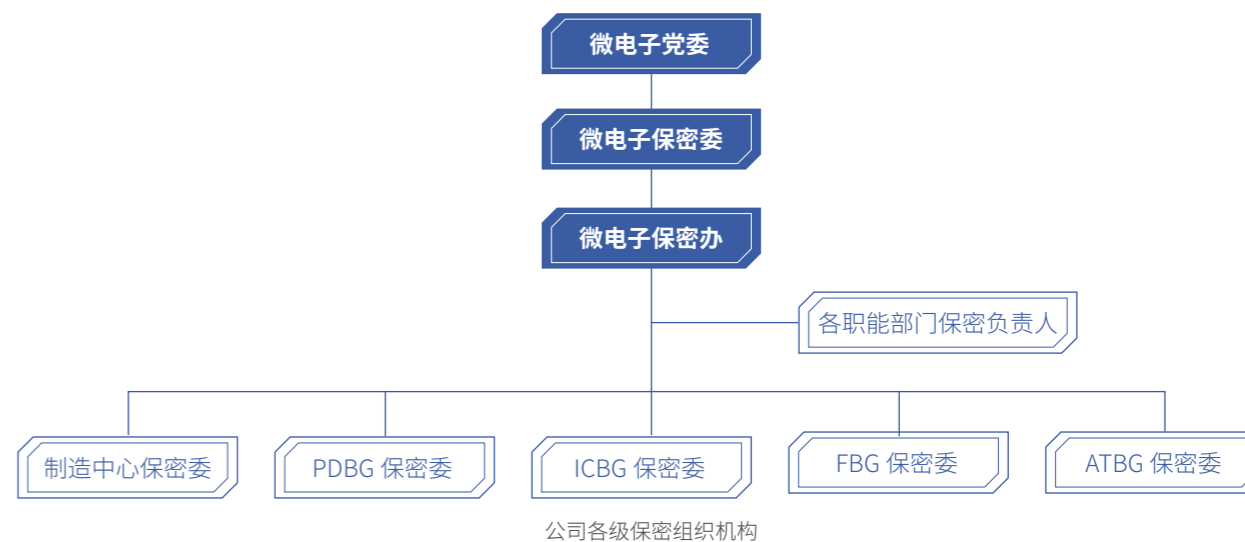 微电子党委
微电子保密委
微电子保密办
各职能部门保密负责人
制造中心保密委
PDBG 保密委
ICBG 保密委
FBG 保密委
ATBG 保密委
公司各级保密组织机构